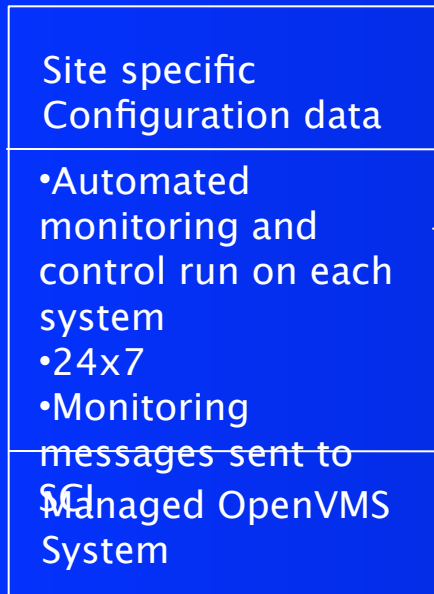 Site specific
Configuration data
•Automated
monitoring and
control run on each
system
•24x7
•Monitoring
messages sent to
SCI
Managed OpenVMS
System